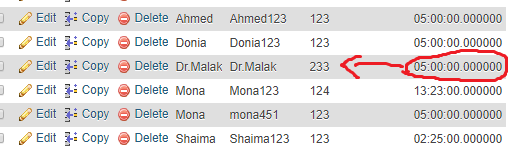 Edit Copy Delete Ahmed Ahmed123 123 05:00:00.000000
Edit Copy Delete Donia Donia123 123 05:00:00.000000
Edit Copy Delete Dr.Malak Dr.Malak 233 05:00:00.000000
Edit Copy Delete Mona Mona123 124 13:23:00.000000
Edit Copy Delete Mona mona451 123 05:00:00.000000
Edit Copy Delete Shaima Shaima123 123 02:25:00.000000